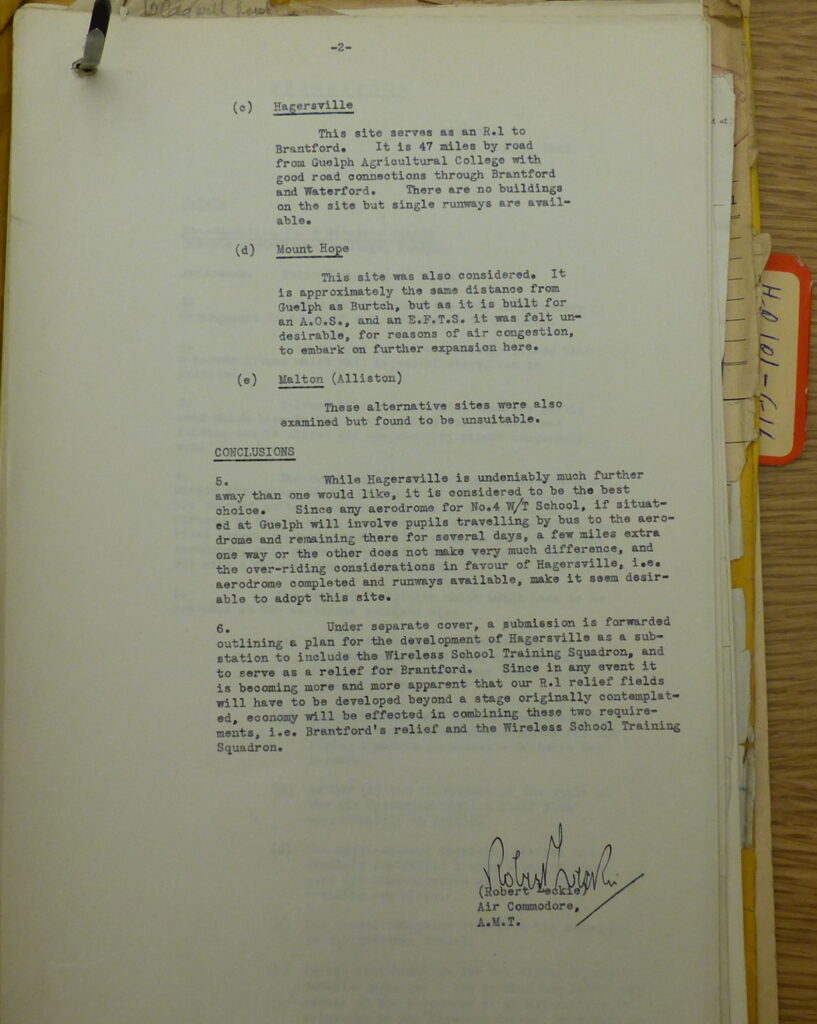 -2-
(c) Hagersville
This site serves as an R.1 to
Brantford. It is 47 miles by road
from Guelph Agricultural College with
good road connections through Brantford
and Waterford. There are no buildings
on the site but single runways are avail-
able.
(d) Mount Hope
This site was also considered. It
is approximately the same distance from
Guelph as Burtch, but as it is built for
an A.O.S., and an E.F.T.S. it was felt un-
desirable, for reasons of air congestion,
to embark on further expansion here.
(e) Malton (Alliston)
These alternative sites were also
examined but found to be unsuitable.
CONCLUSIONS
5. While Hagersville is undeniably much further
away than one would like, it is considered to be the best
choice. Since any aerodrome for No.4 W/T School, if situat-
ed at Guelph will involve pupils travelling by bus to the aero-
drome and remaining there for several days, a few miles extra
one way or the other does not make very much difference, and
the over-riding considerations in favour of Hagersville, i.e.
aerodrome completed and runways available, make it seem desir-
able to adopt this site.
6. Under separate cover, a submission is forwarded
outlining a plan for the development of Hagersville as a sub-
station to include the Wireless School Training Squadron, and
to serve as a relief for Brantford. Since in any event it
is becoming more and more apparent that our R.1 relief fields
will have to be developed beyond a stage originally contemplat-
ed, economy will be effected in combining these two require-
ments, i.e. Brantford's relief and the Wireless School Training
Squadron.
(Robert Leckie)
Air Commodore,
A.M.T.